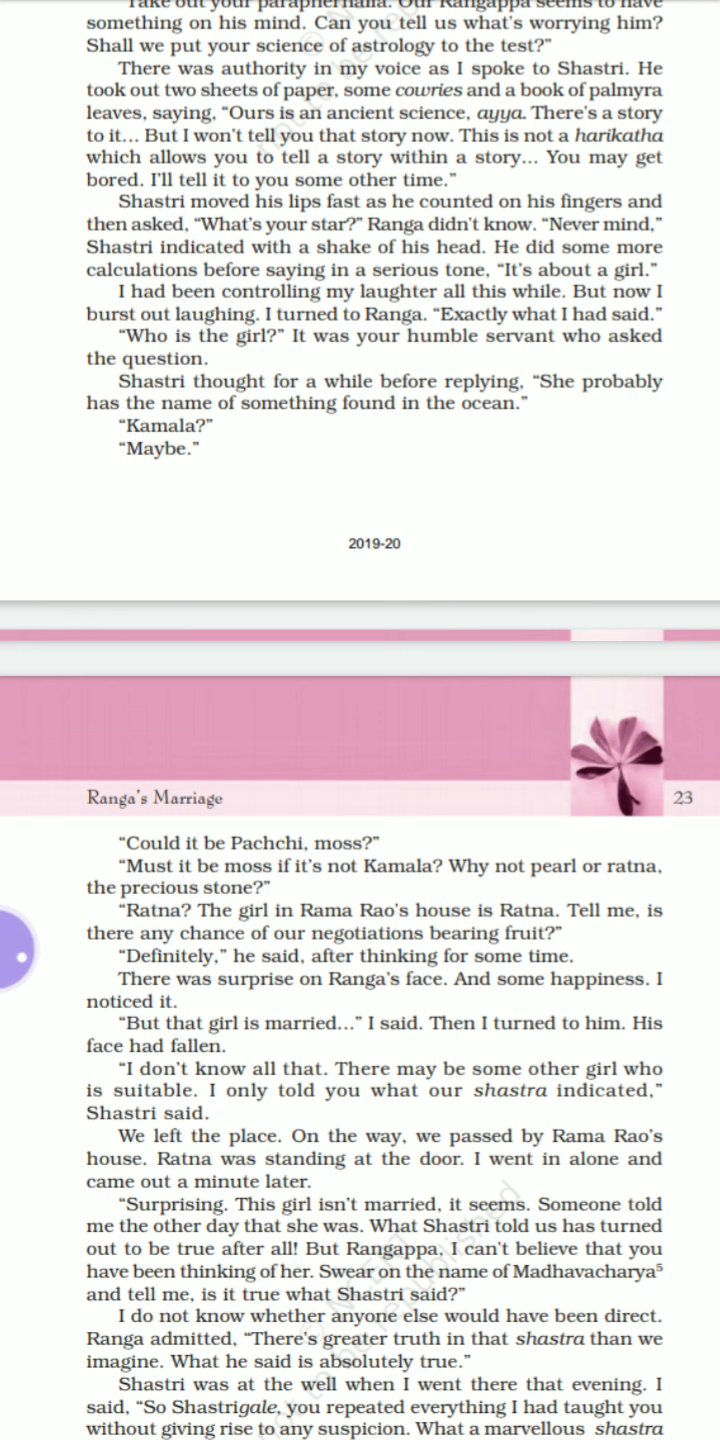 Take out your paraphernalia. Our Rangappa seems to have
something on his mind. Can you tell us what's worrying him?
Shall we put your science of astrology to the test?”
There was authority in my voice as I spoke to Shastri. He
took out two sheets of paper, some cowries and a book of palmyra
leaves, saying, “Ours is an ancient science, ayya. There's a story
to it... But I won't tell you that story now. This is not a harikatha
which allows you to tell a story within a story... You may get
bored. I'll tell it to you some other time.”
Shastri moved his lips fast as he counted on his fingers and
then asked, “What's your star?” Ranga didn't know. “Never mind,”
Shastri indicated with a shake of his head. He did some more
calculations before saying in a serious tone, “It's about a girl.”
I had been controlling my laughter all this while. But now I
burst out laughing. I turned to Ranga. “Exactly what I had said.”
“Who is the girl?” It was your humble servant who asked
the question.
Shastri thought for a while before replying, “She probably
has the name of something found in the ocean.”
“Kamala?”
“Maybe.”
2019-20
Ranga's Marriage
23
“Could it be Pachchi, moss?”
“Must it be moss if it's not Kamala? Why not pearl or ratna,
the precious stone?”
“Ratna? The girl in Rama Rao's house is Ratna. Tell me, is
there any chance of our negotiations bearing fruit?”
“Definitely,” he said, after thinking for some time.
There was surprise on Ranga's face. And some happiness. I
noticed it.
“But that girl is married...” I said. Then I turned to him. His
face had fallen.
“I don't know all that. There may be some other girl who
is suitable. I only told you what our shastra indicated,”
Shastri said.
We left the place. On the way, we passed by Rama Rao's
house. Ratna was standing at the door. I went in alone and
came out a minute later.
“Surprising. This girl isn't married, it seems. Someone told
me the other day that she was. What Shastri told us has turned
out to be true after all! But Rangappa, I can't believe that you
have been thinking of her. Swear on the name of Madhavacharya⁵
and tell me, is it true what Shastri said?”
I do not know whether anyone else would have been direct.
Ranga admitted, “There's greater truth in that shastra than we
imagine. What he said is absolutely true.”
Shastri was at the well when I went there that evening. I
said, “So Shastrigale, you repeated everything I had taught you
without giving rise to any suspicion. What a marvellous shastra